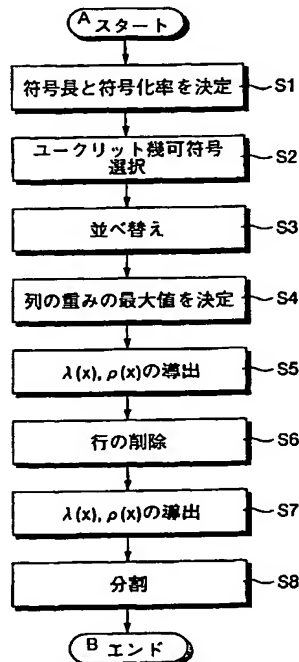 A スタート
符号長と符号化率を決定 S1
ユークリット幾可符号 S2
選択
並べ替え S3
列の重みの最大値を決定 S4
λ(x), ρ(x)の導出 S5
行の削除 S6
λ(x), ρ(x)の導出 S7
分割 S8
B エンド